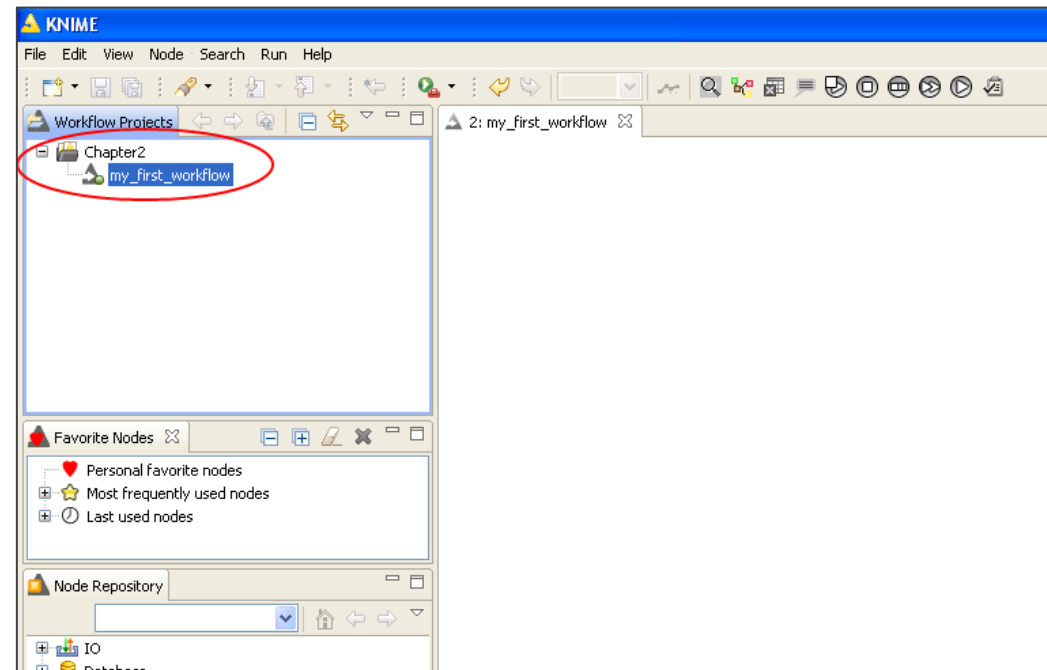 KNIME
File Edit View Node Search Run Help
Workflow Projects
2: my_first_workflow
Chapter2
my_first_workflow
Favorite Nodes
Personal favorite nodes
Most frequently used nodes
Last used nodes
Node Repository
IO
Database